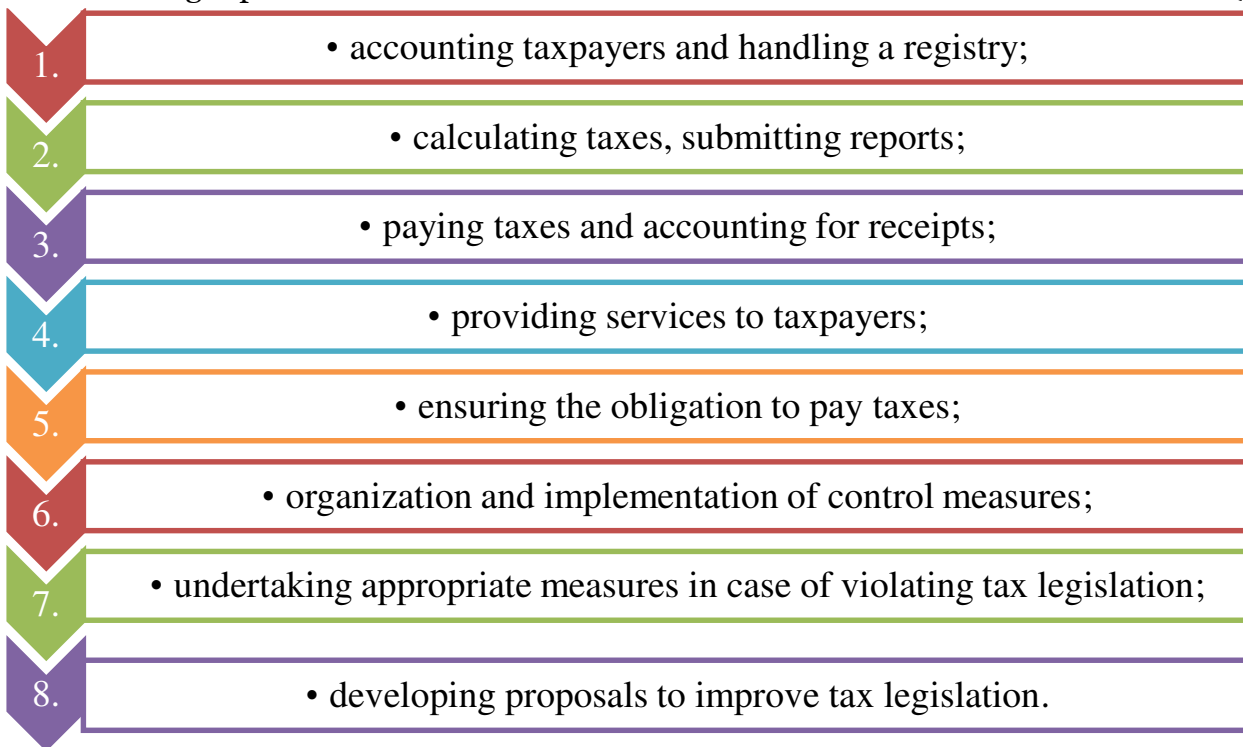 1. • accounting taxpayers and handling a registry;
2. • calculating taxes, submitting reports;
3. • paying taxes and accounting for receipts;
4. • providing services to taxpayers;
5. • ensuring the obligation to pay taxes;
6. • organization and implementation of control measures;
7. • undertaking appropriate measures in case of violating tax legislation;
8. • developing proposals to improve tax legislation.